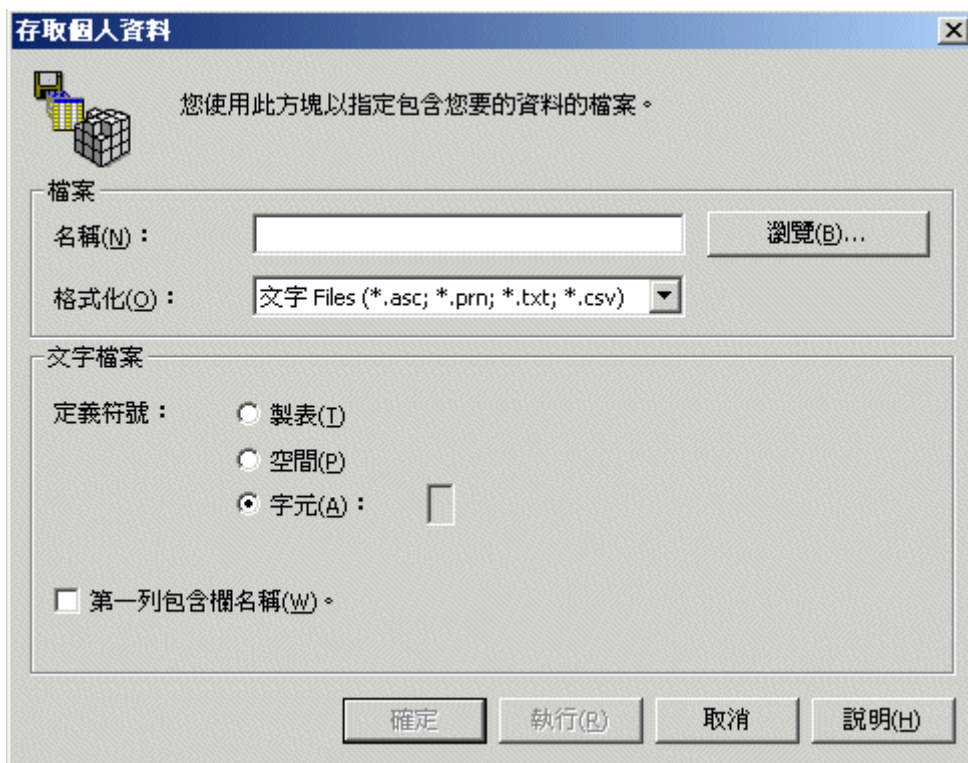 存取個人資料
您使用此方塊以指定包含您要的資料的檔案。
檔案
名稱(N)：
瀏覽(B)...
格式化(O)：
文字 Files (*.asc; *.prn; *.txt; *.csv)
文字檔案
定義符號：
製表(T)
空間(P)
字元(A)：
第一列包含欄名稱(W)。
確定
執行(R)
取消
說明(H)